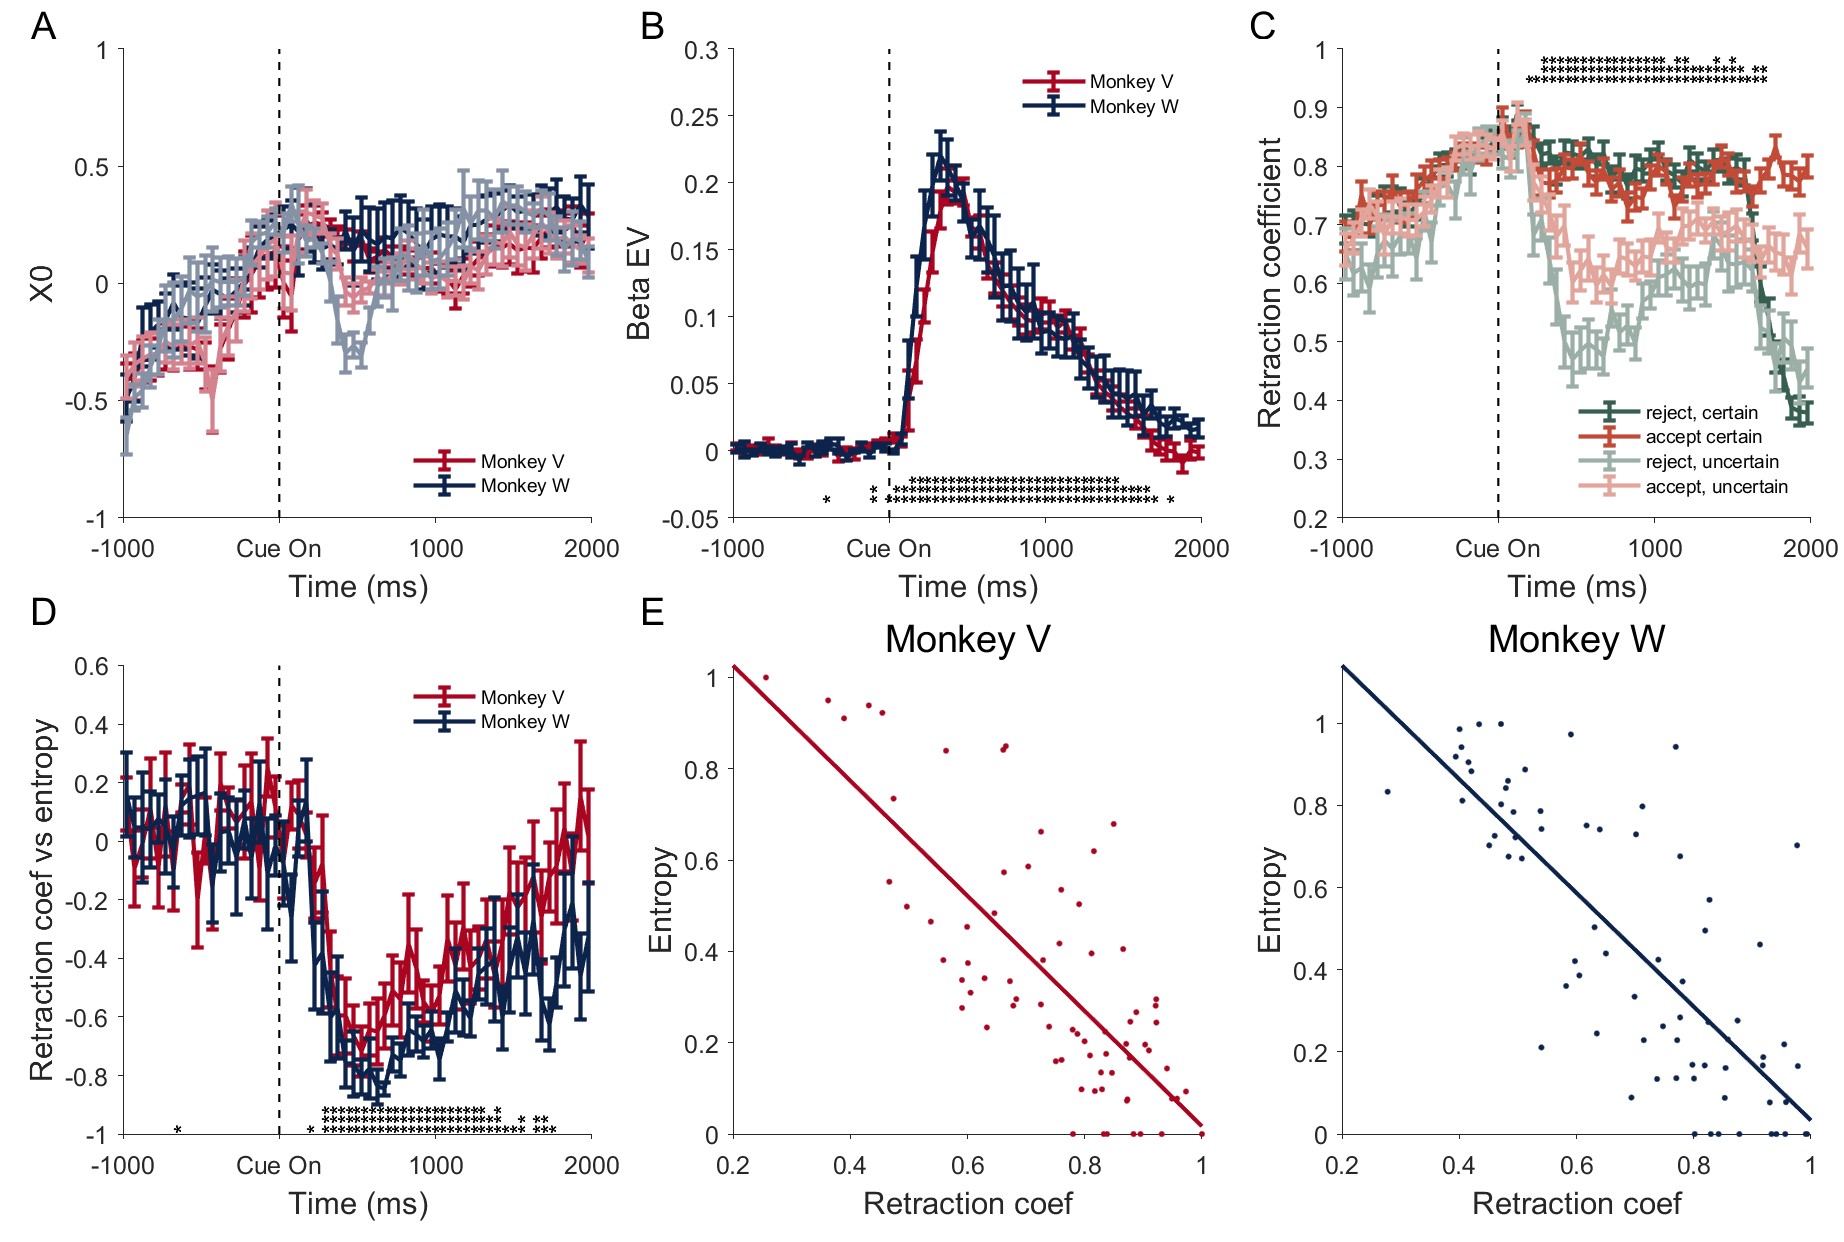 A
1
0.5
0
-0.5
-1
X0
Monkey V
Monkey W
-1000
Cue On
1000
2000
Time (ms)
B
0.3
0.25
0.2
0.15
0.1
0.05
0
-0.05
Beta EV
Monkey V
Monkey W
-1000
Cue On
1000
2000
Time (ms)
C
1
0.9
0.8
0.7
0.6
0.5
0.4
0.3
0.2
Retraction coefficient
reject, certain
accept certain
reject, uncertain
accept, uncertain
-1000
Cue On
1000
2000
Time (ms)
D
0.6
0.4
0.2
0
-0.2
-0.4
-0.6
-0.8
-1
Retraction coef vs entropy
Monkey V
Monkey W
-1000
Cue On
1000
2000
Time (ms)
E
Monkey V
1
0.8
0.6
0.4
0.2
0
Entropy
0.2
0.4
0.6
0.8
1
Retraction coef
Monkey W
1
0.8
0.6
0.4
0.2
0
Entropy
0.2
0.4
0.6
0.8
1
Retraction coef